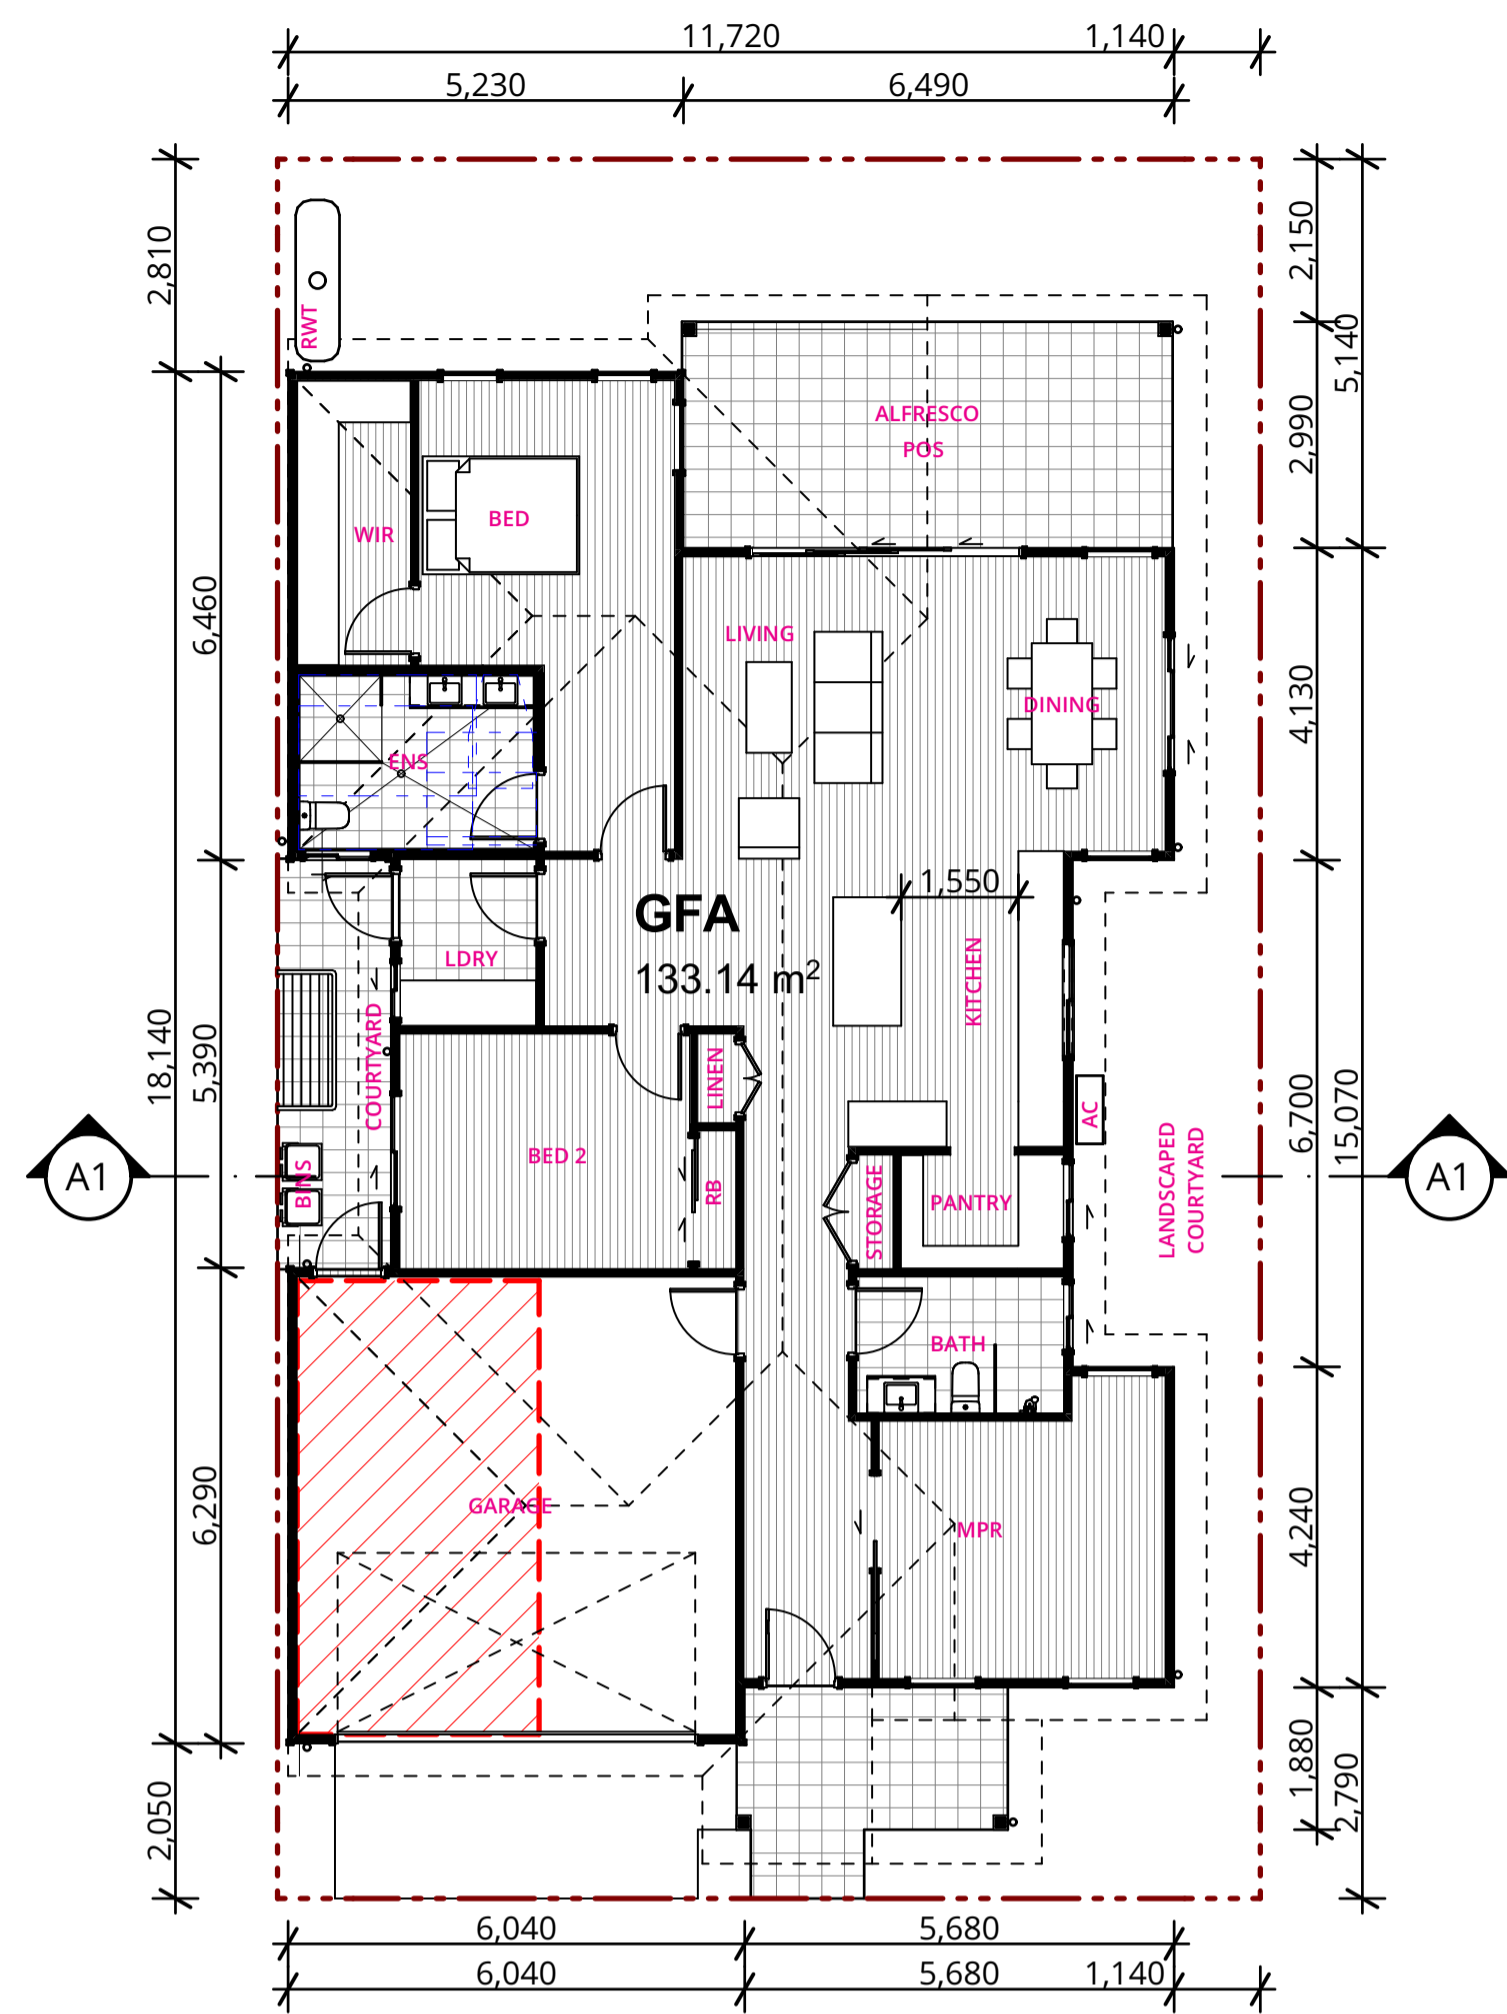 11,720
1,140
5,230
6,490
2,810
2,150
RWT
5,140
ALFRESCO
POS
2,990
BED
WIR
6,460
LIVING
4,130
DINING
ENS
1,550
GFA
133.14 m²
LDRY
KITCHEN
COURTYARD
18,140
5,390
LINEN
AC
6,700
15,070
LANDSCAPED
COURTYARD
A1
BINS
BED 2
RB
STORAGE
PANTRY
A1
BATH
6,290
GARAGE
MPR
4,240
2,050
1,880
2,790
6,040
5,680
6,040
5,680
1,140